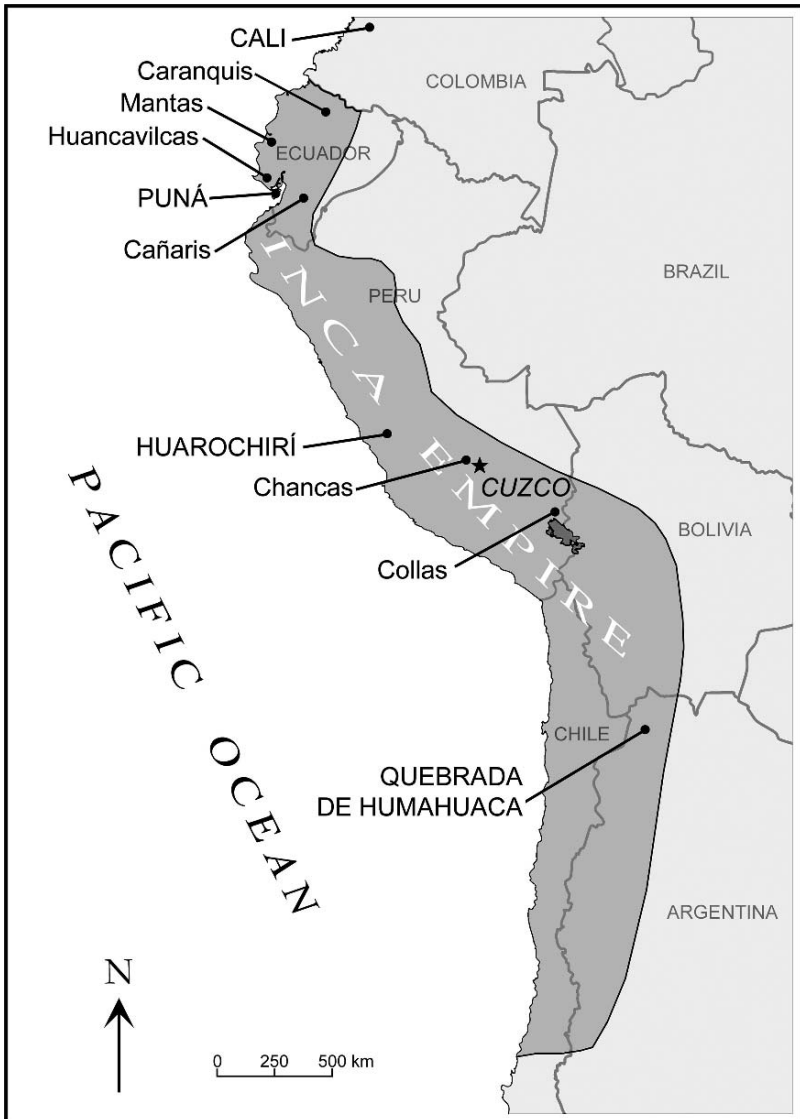 CALI
COLOMBIA
Caranquis
Mantas
Huancavilcas
ECUADOR
PUNÁ
Cañaris
BRAZIL
PERU
INCA EMPIRE
HUAROCHIRÍ
Chancas
CUZCO
BOLIVIA
Collas
PACIFIC OCEAN
CHILE
QUEBRADA
DE HUMAHUACA
ARGENTINA
N
0 250 500 km